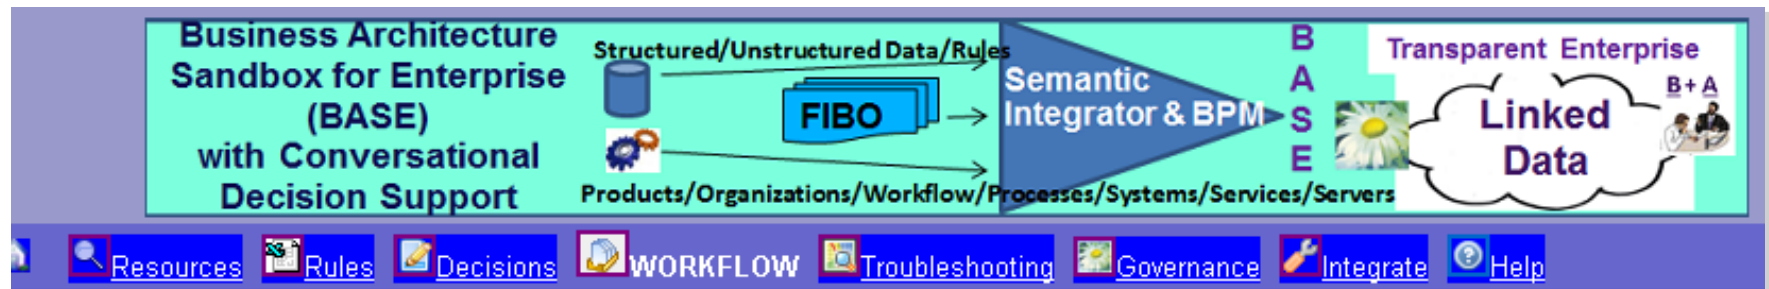 Business Architecture
Sandbox for Enterprise
(BASE)
with Conversational
Decision Support
Structured/Unstructured Data/Rules
FIBO
Products/Organizations/Workflow/Processes/Systems/Services/Servers
Semantic
Integrator & BPM
B
A
S
E
Transparent Enterprise
B + A
Linked
Data
Resources Rules Decisions WORKFLOW Troubleshooting Governance Integrate Help